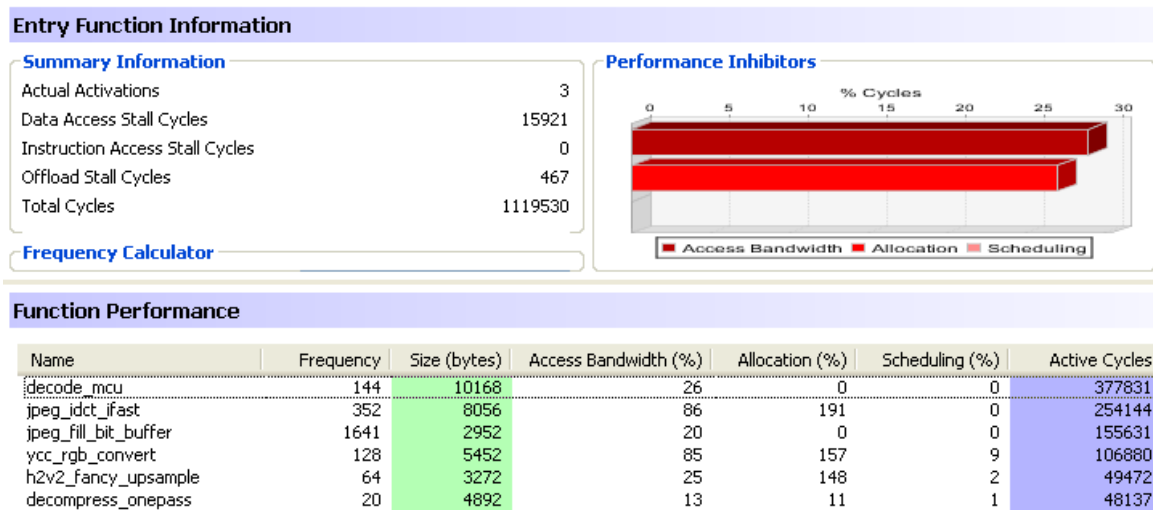 Entry Function Information
Summary Information
Actual Activations 3
Data Access Stall Cycles 15921
Instruction Access Stall Cycles 0
Offload Stall Cycles 467
Total Cycles 1119530
Frequency Calculator
Performance Inhibitors
% Cycles
0 5 10 15 20 25 30
Access Bandwidth Allocation Scheduling
Function Performance
Name Frequency Size (bytes) Access Bandwidth (%) Allocation (%) Scheduling (%) Active Cycles
decode_mcu 144 10168 26 0 0 377831
jpeg_idct_ifast 352 8056 86 191 0 254144
jpeg_fill_bit_buffer 1641 2952 20 0 0 155631
ycc_rgb_convert 128 5452 85 157 9 106880
h2v2_fancy_upsample 64 3272 25 148 2 49472
decompress_onepass 20 4892 13 11 1 48137